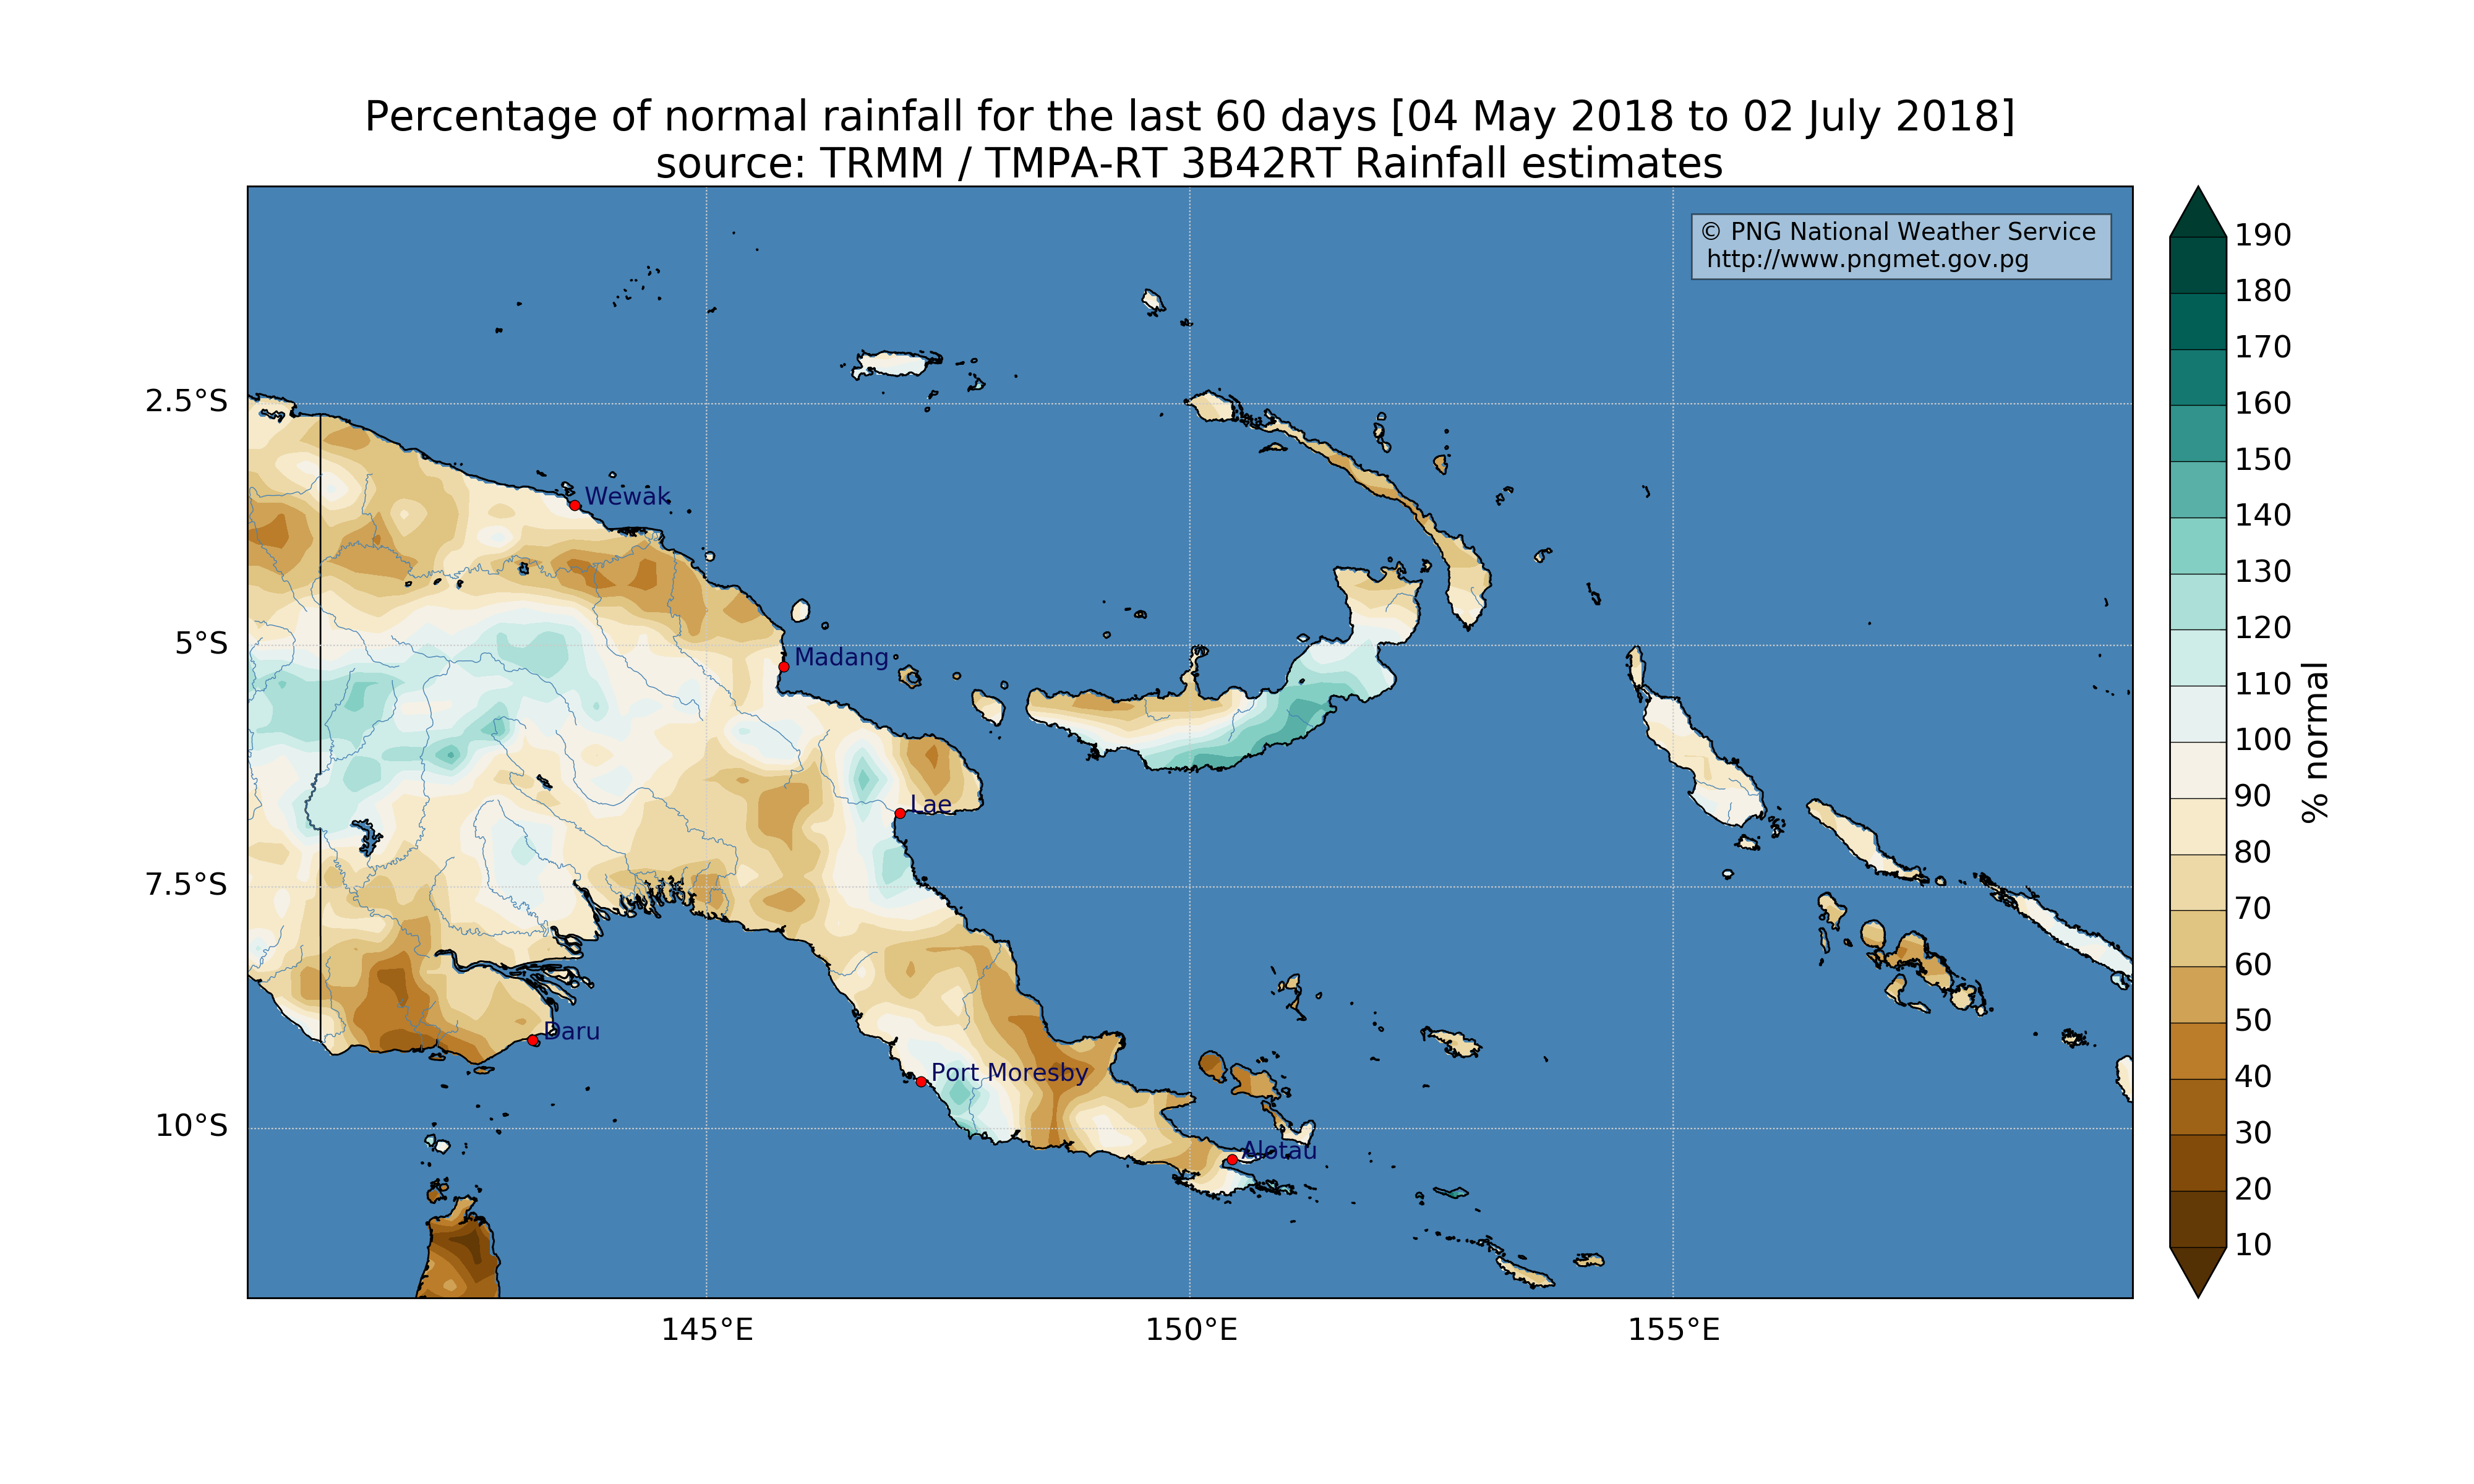 Percentage of normal rainfall for the last 60 days [04 May 2018 to 02 July 2018]
source: TRMM / TMPA-RT 3B42RT Rainfall estimates
© PNG National Weather Service
http://www.pngmet.gov.pg
2.5°S
5°S
7.5°S
10°S
Wewak
Madang
Lae
Daru
Port Moresby
Alotau
145°E
150°E
155°E
190
180
170
160
150
140
130
120
110
100
90
80
70
60
50
40
30
20
10
% normal